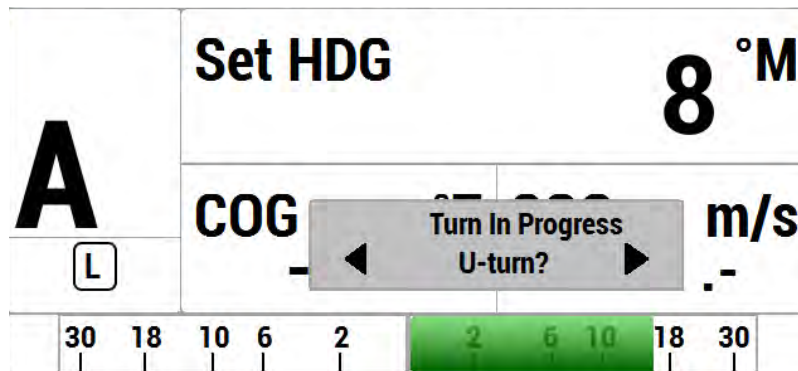 Set HDG
8 °M
A
COG
m/s
Turn In Progress
U-turn?
L
-
.-
30 18 10 6 2 2 6 10 18 30